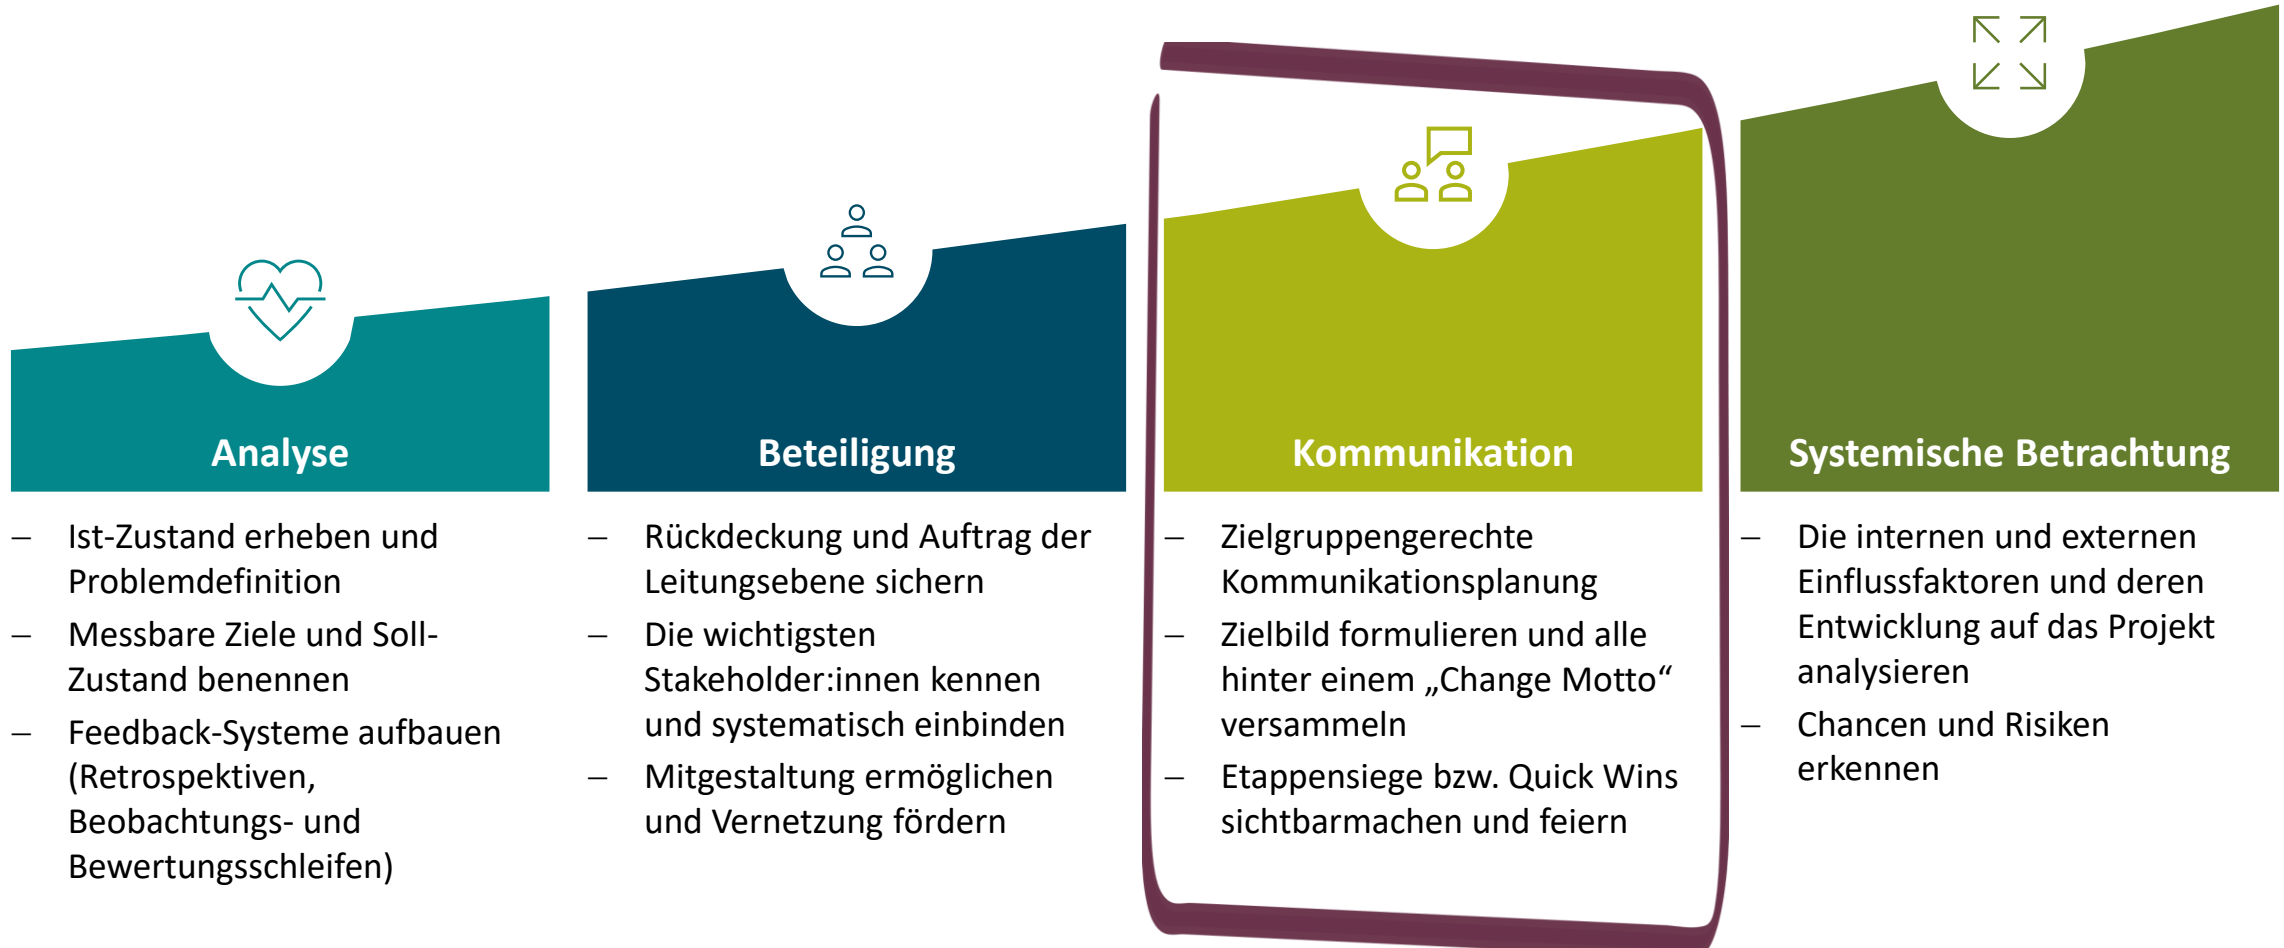 Analyse
– Ist-Zustand erheben und
Problemdefinition
– Messbare Ziele und Soll-
Zustand benennen
– Feedback-Systeme aufbauen
(Retrospektiven,
Beobachtungs- und
Bewertungsschleifen)
Beteiligung
– Rückdeckung und Auftrag der
Leitungsebene sichern
– Die wichtigsten
Stakeholder:innen kennen
und systematisch einbinden
– Mitgestaltung ermöglichen
und Vernetzung fördern
Kommunikation
– Zielgruppengerechte
Kommunikationsplanung
– Zielbild formulieren und alle
hinter einem „Change Motto“
versammeln
– Etappensiege bzw. Quick Wins
sichtbarmachen und feiern
Systemische Betrachtung
– Die internen und externen
Einflussfaktoren und deren
Entwicklung auf das Projekt
analysieren
– Chancen und Risiken
erkennen